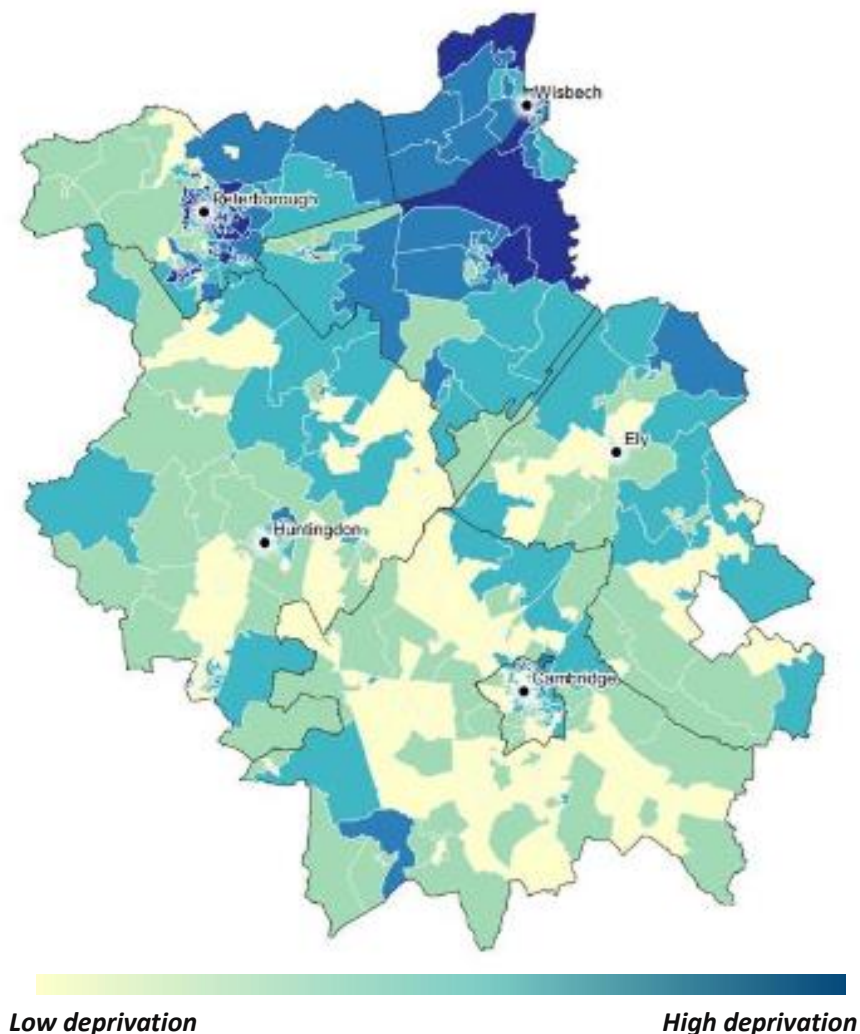 Wisbech
Peterborough
Ely
Huntingdon
Cambridge
Low deprivation High deprivation